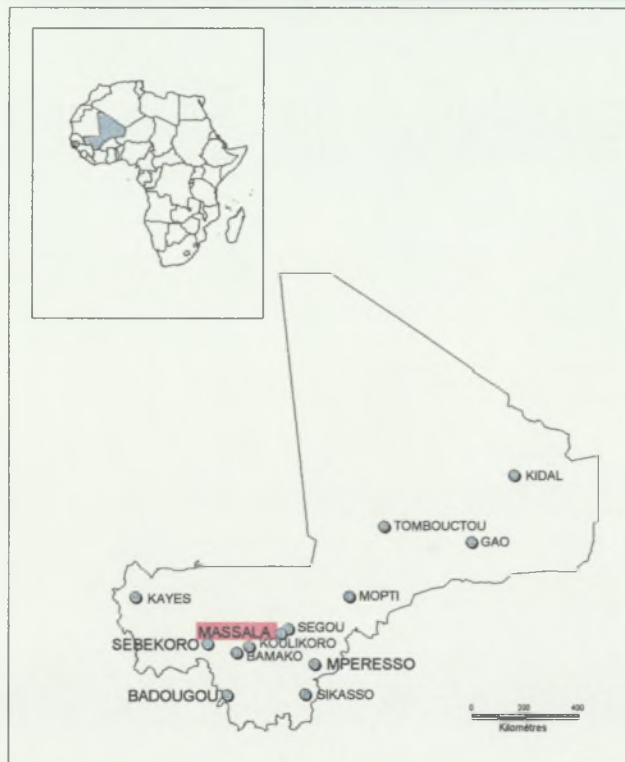 KIDAL
TOMBOUCTOU
GAO
KAYES
MOPTI
MASSALA
SEGOU
SEBEKORO
KOULIKORO
BAMAKO
MPERESSO
BADOUGOU
SIKASSO
0 200 400
Kilomètres